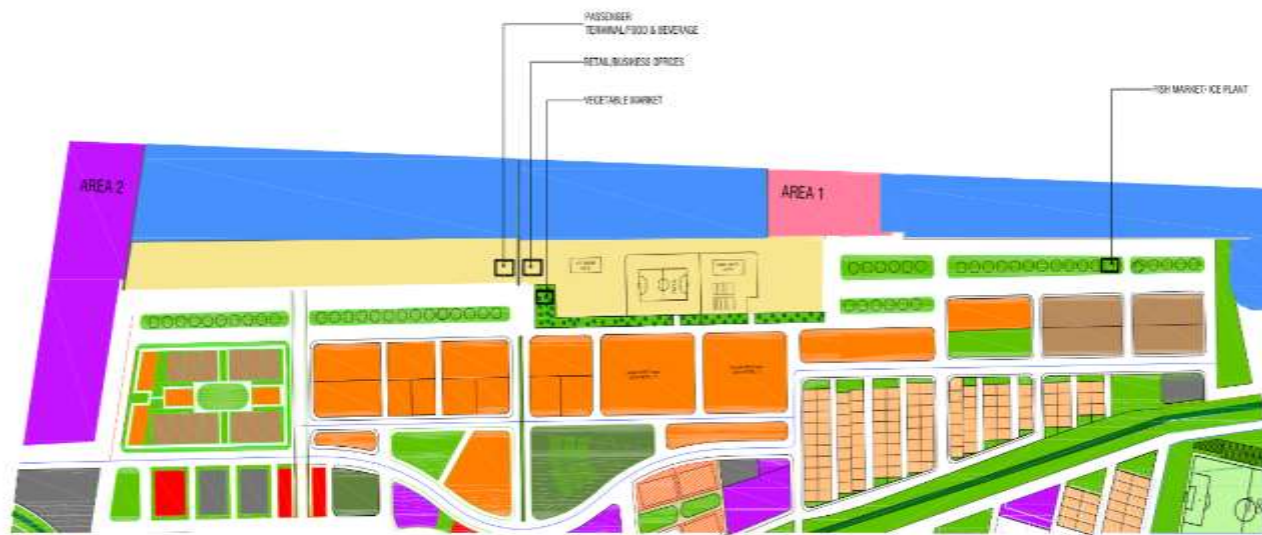 PASSENGER
TERMINAL/FOOD & BEVERAGE
RETAIL/BUSINESS OFFICES
VEGETABLE MARKET
FISH MARKET- ICE PLANT
AREA 2
AREA 1